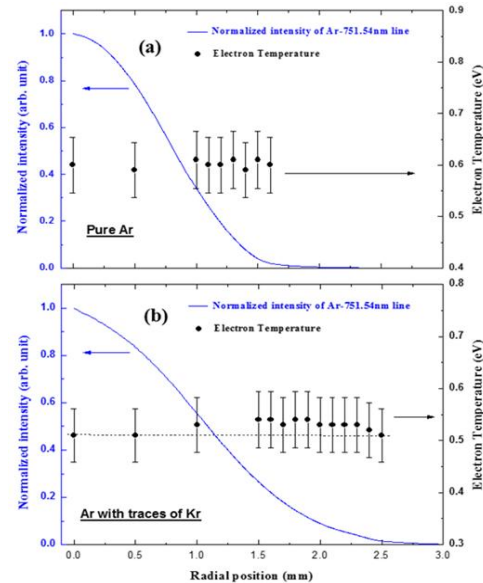 (a)
Normalized intensity of Ar-751.54nm line
Electron Temperature
Pure Ar
Normalized intensity (arb. unit)
1.0
0.8
0.6
0.4
0.2
0.0
Electron Temperature (eV)
0.9
0.8
0.7
0.6
0.5
0.4
(b)
Normalized intensity of Ar-751.54nm line
Electron Temperature
Ar with traces of Kr
Normalized intensity (arb. unit)
1.0
0.8
0.6
0.4
0.2
0.0
Electron Temperature (eV)
0.8
0.7
0.6
0.5
0.4
0.3
0.0 0.5 1.0 1.5 2.0 2.5 3.0
Radial position (mm)